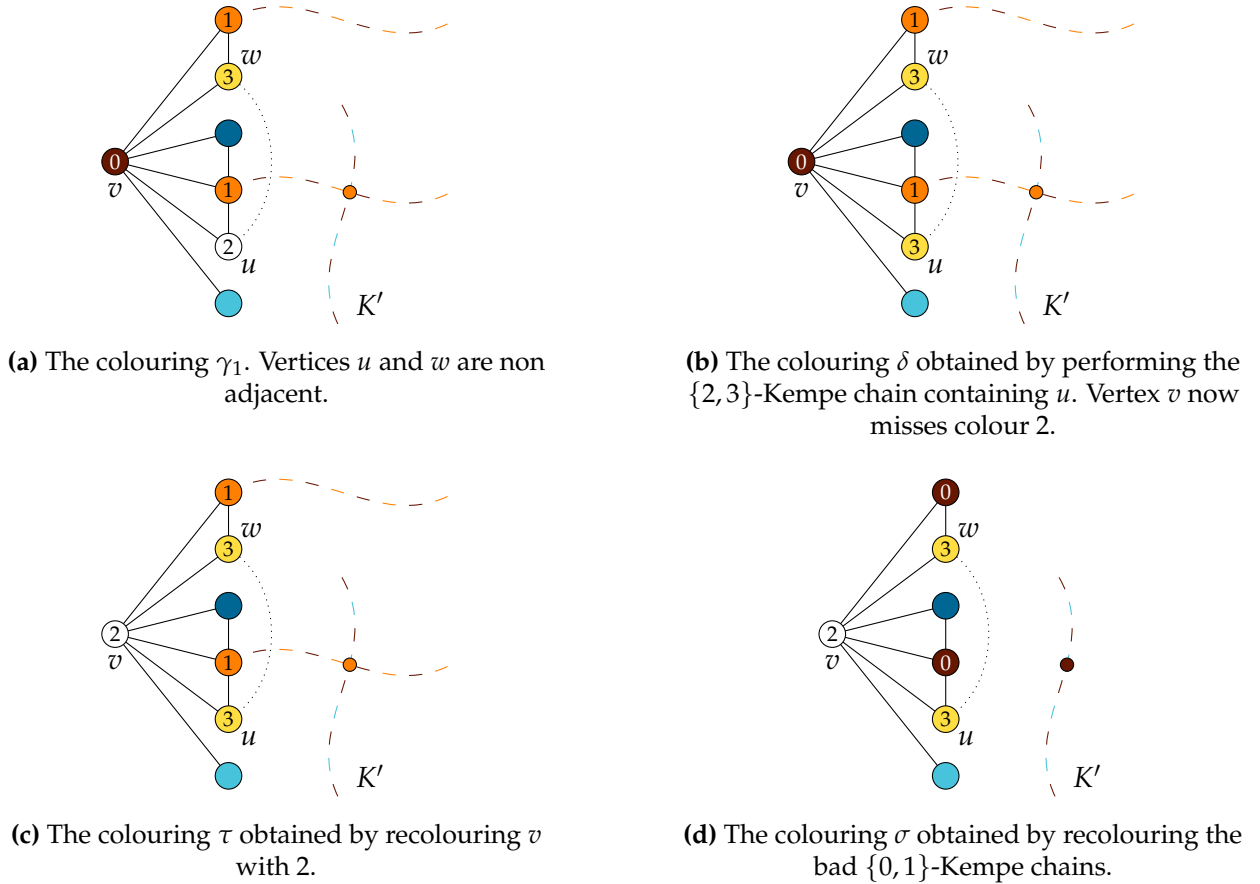 1
w
3
0
v
1
2
u
K′
(a) The colouring γ₁. Vertices u and w are non
adjacent.
1
w
3
0
v
1
3
u
K′
(b) The colouring δ obtained by performing the
{2, 3}-Kempe chain containing u. Vertex v now
misses colour 2.
1
w
3
2
v
1
3
u
K′
(c) The colouring τ obtained by recolouring v
with 2.
0
w
3
2
v
0
3
u
K′
(d) The colouring σ obtained by recolouring the
bad {0, 1}-Kempe chains.